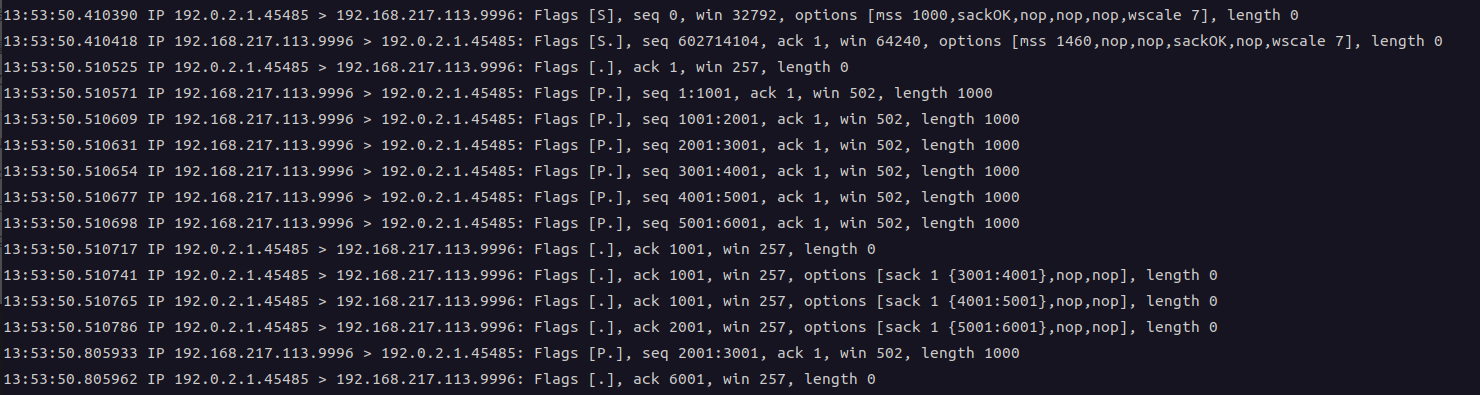 13:53:50.410390 IP 192.0.2.1.45485 > 192.168.217.113.9996: Flags [S], seq 0, win 32792, options [mss 1000,sackOK,nop,nop,nop,wscale 7], length 0
13:53:50.410418 IP 192.168.217.113.9996 > 192.0.2.1.45485: Flags [S.], seq 602714104, ack 1, win 64240, options [mss 1460,nop,nop,sackOK,nop,wscale 7], length 0
13:53:50.510525 IP 192.0.2.1.45485 > 192.168.217.113.9996: Flags [.], ack 1, win 257, length 0
13:53:50.510571 IP 192.168.217.113.9996 > 192.0.2.1.45485: Flags [P.], seq 1:1001, ack 1, win 502, length 1000
13:53:50.510609 IP 192.168.217.113.9996 > 192.0.2.1.45485: Flags [P.], seq 1001:2001, ack 1, win 502, length 1000
13:53:50.510631 IP 192.168.217.113.9996 > 192.0.2.1.45485: Flags [P.], seq 2001:3001, ack 1, win 502, length 1000
13:53:50.510654 IP 192.168.217.113.9996 > 192.0.2.1.45485: Flags [P.], seq 3001:4001, ack 1, win 502, length 1000
13:53:50.510677 IP 192.168.217.113.9996 > 192.0.2.1.45485: Flags [P.], seq 4001:5001, ack 1, win 502, length 1000
13:53:50.510698 IP 192.168.217.113.9996 > 192.0.2.1.45485: Flags [P.], seq 5001:6001, ack 1, win 502, length 1000
13:53:50.510717 IP 192.0.2.1.45485 > 192.168.217.113.9996: Flags [.], ack 1001, win 257, length 0
13:53:50.510741 IP 192.0.2.1.45485 > 192.168.217.113.9996: Flags [.], ack 1001, win 257, options [sack 1 {3001:4001},nop,nop], length 0
13:53:50.510765 IP 192.0.2.1.45485 > 192.168.217.113.9996: Flags [.], ack 1001, win 257, options [sack 1 {4001:5001},nop,nop], length 0
13:53:50.510786 IP 192.0.2.1.45485 > 192.168.217.113.9996: Flags [.], ack 2001, win 257, options [sack 1 {5001:6001},nop,nop], length 0
13:53:50.805933 IP 192.168.217.113.9996 > 192.0.2.1.45485: Flags [P.], seq 2001:3001, ack 1, win 502, length 1000
13:53:50.805962 IP 192.0.2.1.45485 > 192.168.217.113.9996: Flags [.], ack 6001, win 257, length 0